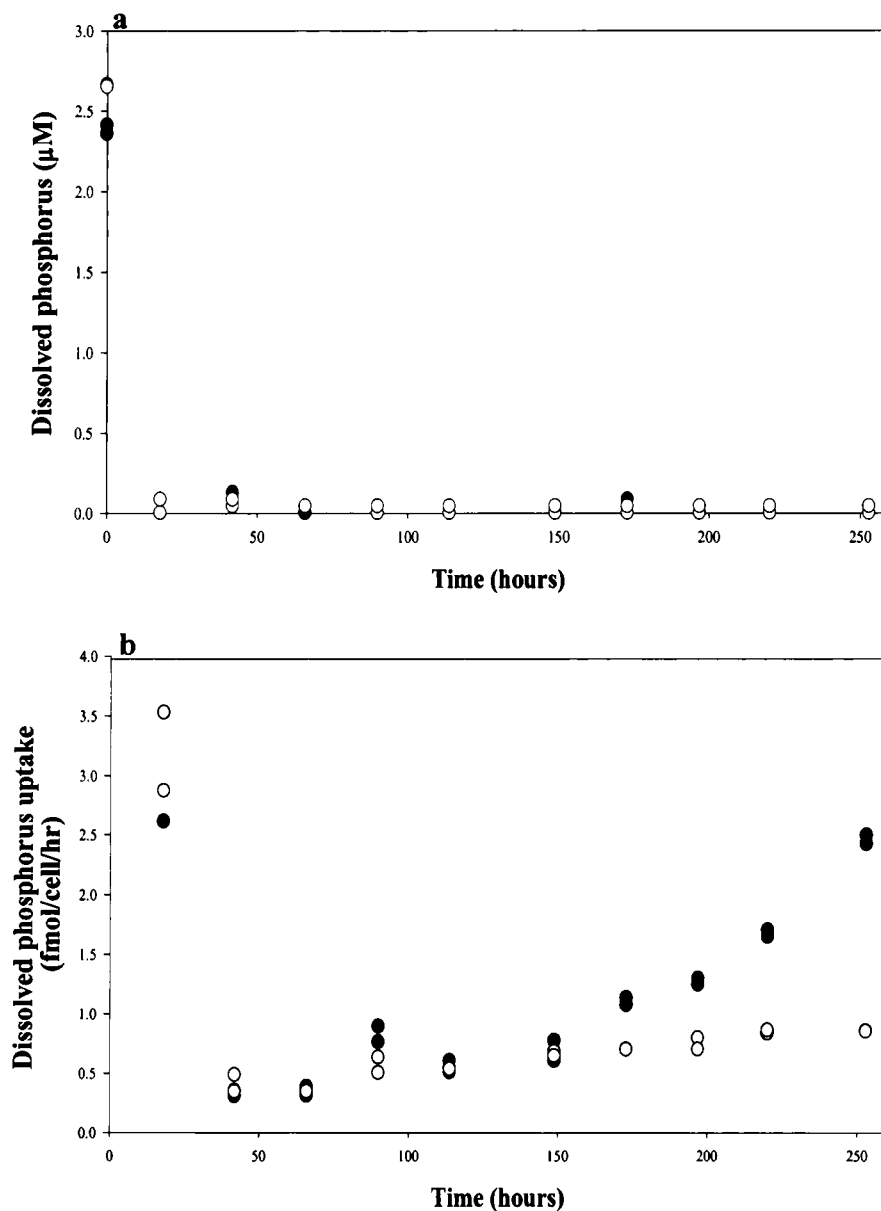 a
3.0
2.5
2.0
1.5
1.0
0.5
0.0
Dissolved phosphorus (µM)
0 50 100 150 200 250
Time (hours)
b
4.0
3.5
3.0
2.5
2.0
1.5
1.0
0.5
0.0
Dissolved phosphorus uptake
(fmol/cell/hr)
0 50 100 150 200 250
Time (hours)